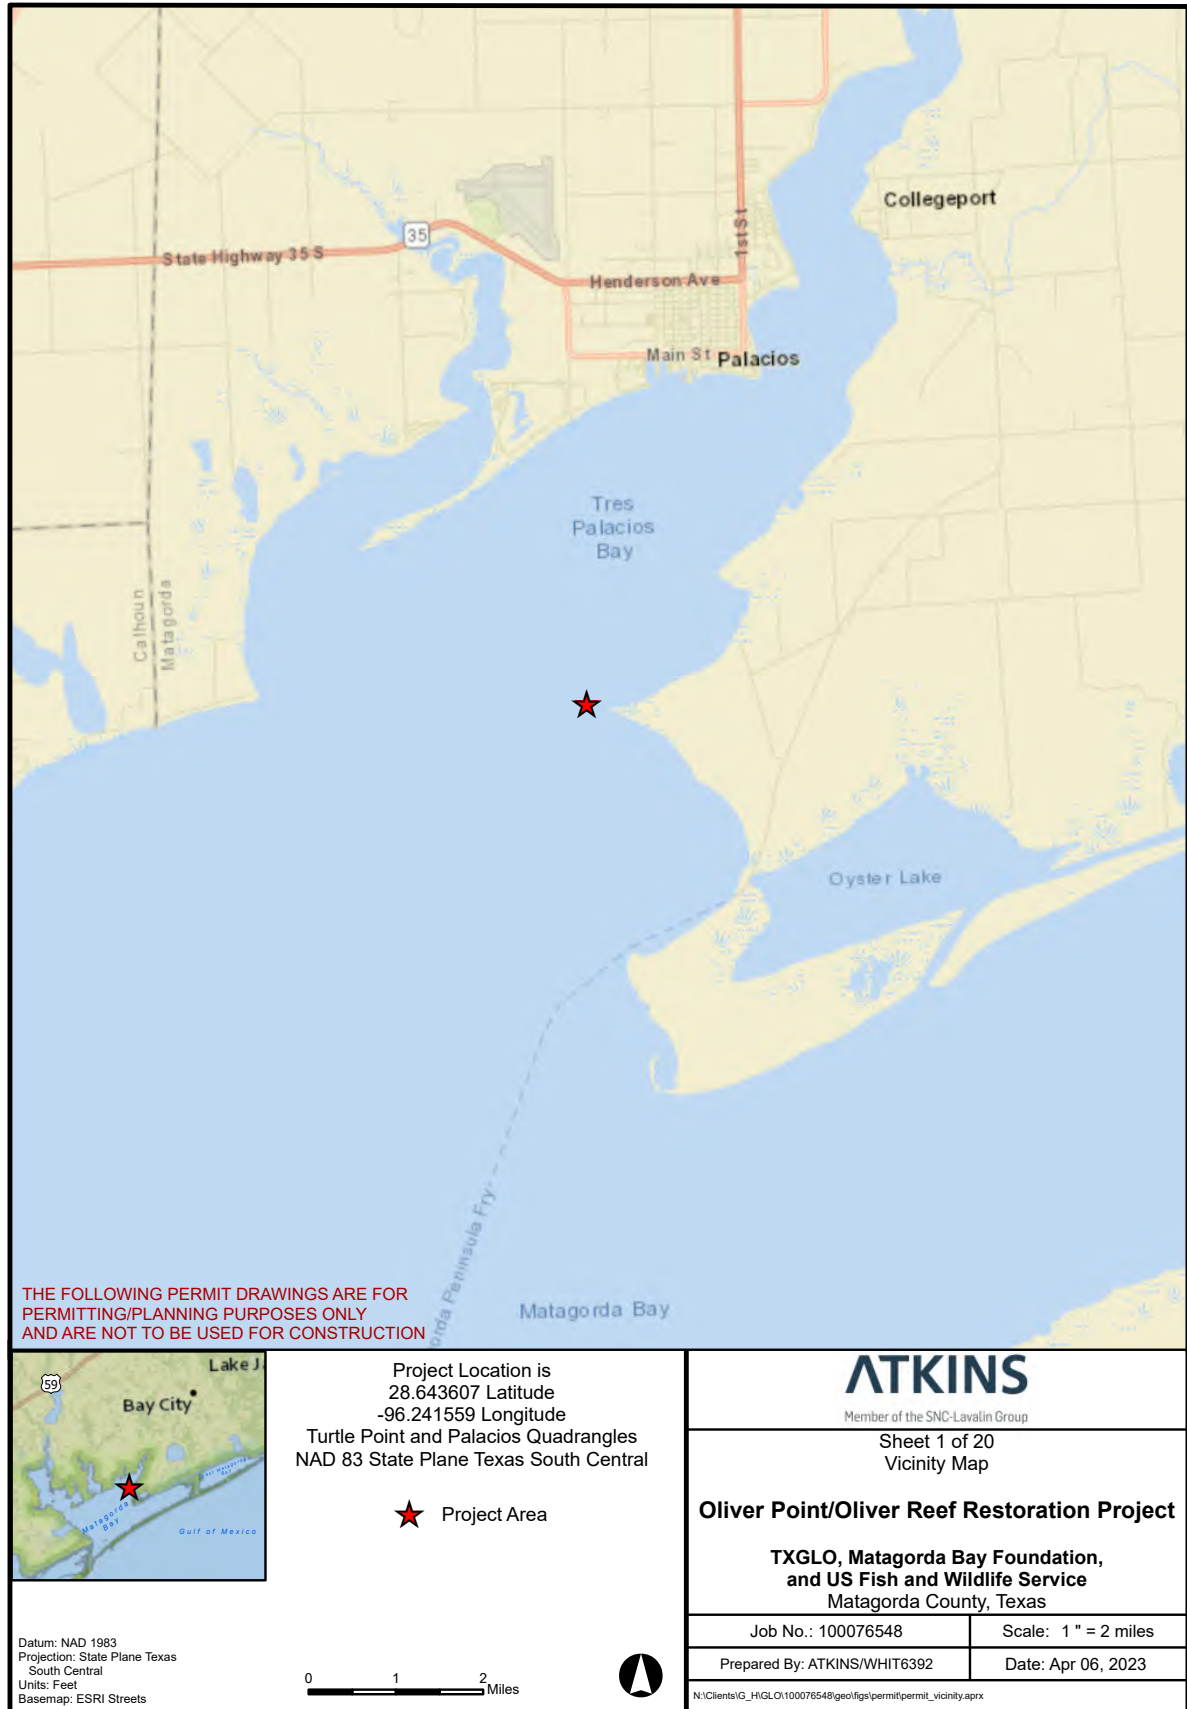 Collegeport
1st St
35
State Highway 35 S
Henderson Ave
Main St
Palacios
Tres
Palacios
Bay
Calhoun
Matagorda
Oyster Lake
orda Peninsula Fry
Matagorda Bay
THE FOLLOWING PERMIT DRAWINGS ARE FOR
PERMITTING/PLANNING PURPOSES ONLY
AND ARE NOT TO BE USED FOR CONSTRUCTION
Lake J
59
Bay City
Matagorda
Bay
Gulf of Mexico
Datum: NAD 1983
Projection: State Plane Texas
South Central
Units: Feet
Basemap: ESRI Streets
Project Location is
28.643607 Latitude
-96.241559 Longitude
Turtle Point and Palacios Quadrangles
NAD 83 State Plane Texas South Central
Project Area
0 1 2
Miles
ATKINS
Member of the SNC-Lavalin Group
Sheet 1 of 20
Vicinity Map
Oliver Point/Oliver Reef Restoration Project
TXGLO, Matagorda Bay Foundation,
and US Fish and Wildlife Service
Matagorda County, Texas
Job No.: 100076548
Scale: 1 " = 2 miles
Prepared By: ATKINS/WHIT6392
Date: Apr 06, 2023
N:\Clients\G_H\GLO\100076548\geo\figs\permit\permit_vicinity.aprx